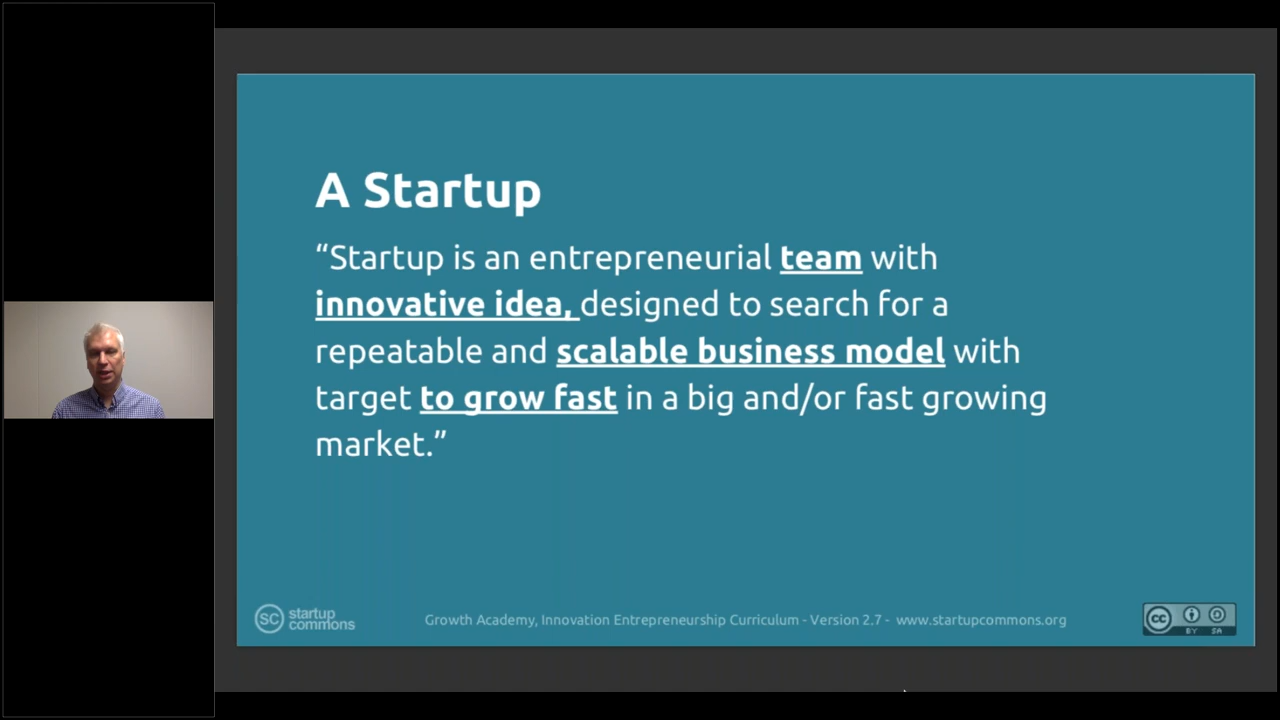 A Startup
“Startup is an entrepreneurial team with
innovative idea, designed to search for a
repeatable and scalable business model with
target to grow fast in a big and/or fast growing
market.”
SC startup
commons
Growth Academy, Innovation Entrepreneurship Curriculum - Version 2.7 - www.startupcommons.org
cc
BY SA